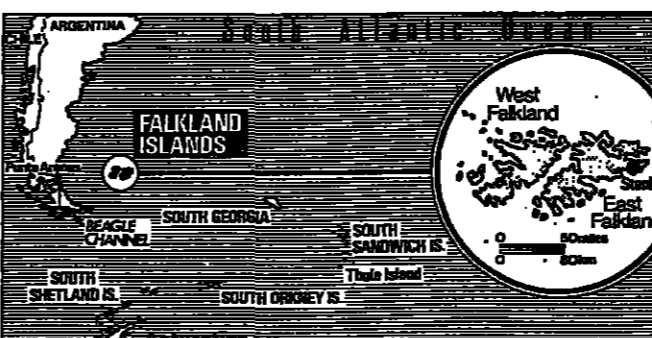 South Atlantic Ocean
ARGENTINA
CHILE
West
Falkland
FALKLAND
ISLANDS
Punta Arenas
East
Falkland
SOUTH GEORGIA
BEAGLE
CHANNEL
SOUTH
SANDWICH IS.
0 50miles
0 80km
Thule Island
SOUTH
SHETLAND IS.
SOUTH ORKNEY IS.